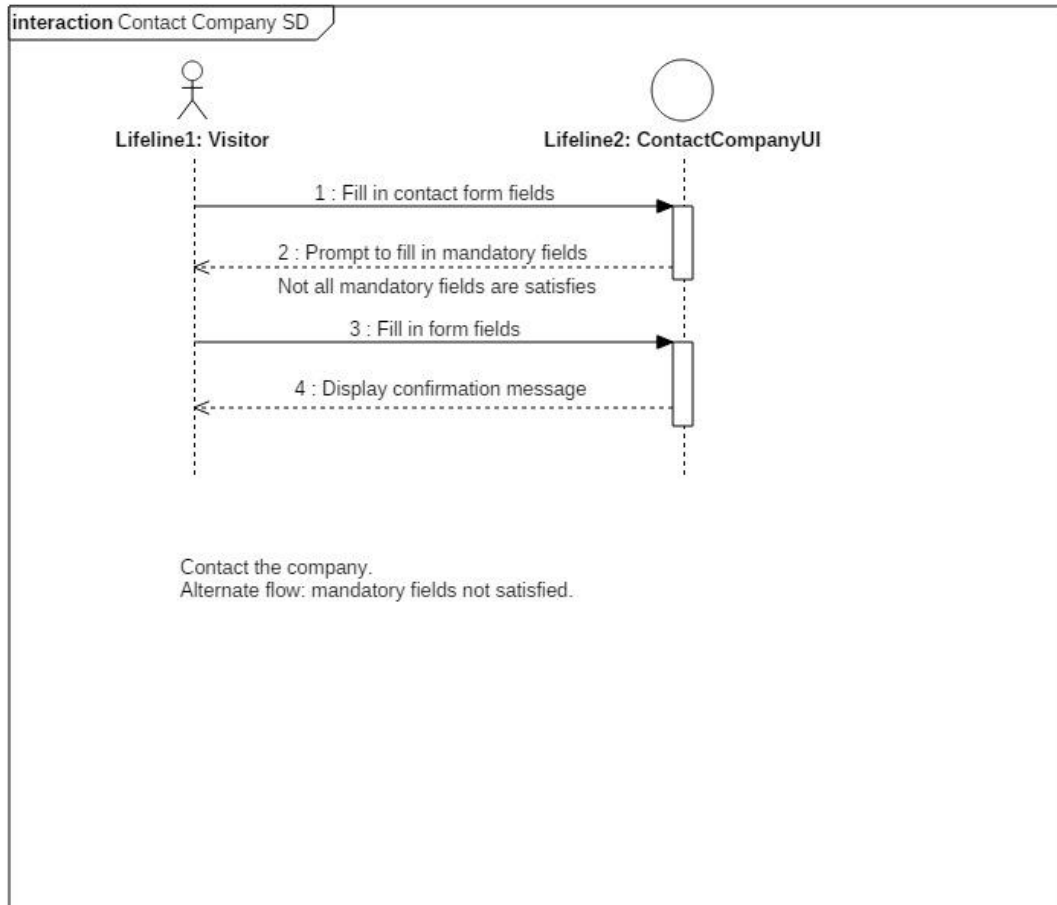 interaction Contact Company SD
Lifeline1: Visitor
Lifeline2: ContactCompanyUI
1 : Fill in contact form fields
2 : Prompt to fill in mandatory fields
Not all mandatory fields are satisfies
3 : Fill in form fields
4 : Display confirmation message
Contact the company.
Alternate flow: mandatory fields not satisfied.